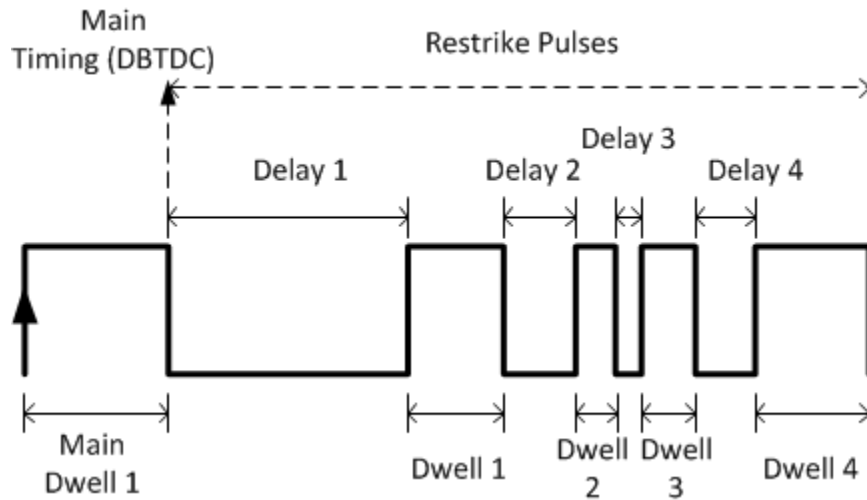 Main
Timing (DBTDC)
Restrike Pulses
Delay 3
Delay 1
Delay 2
Delay 4
Main
Dwell 1
Dwell 1
Dwell
2
Dwell
3
Dwell 4